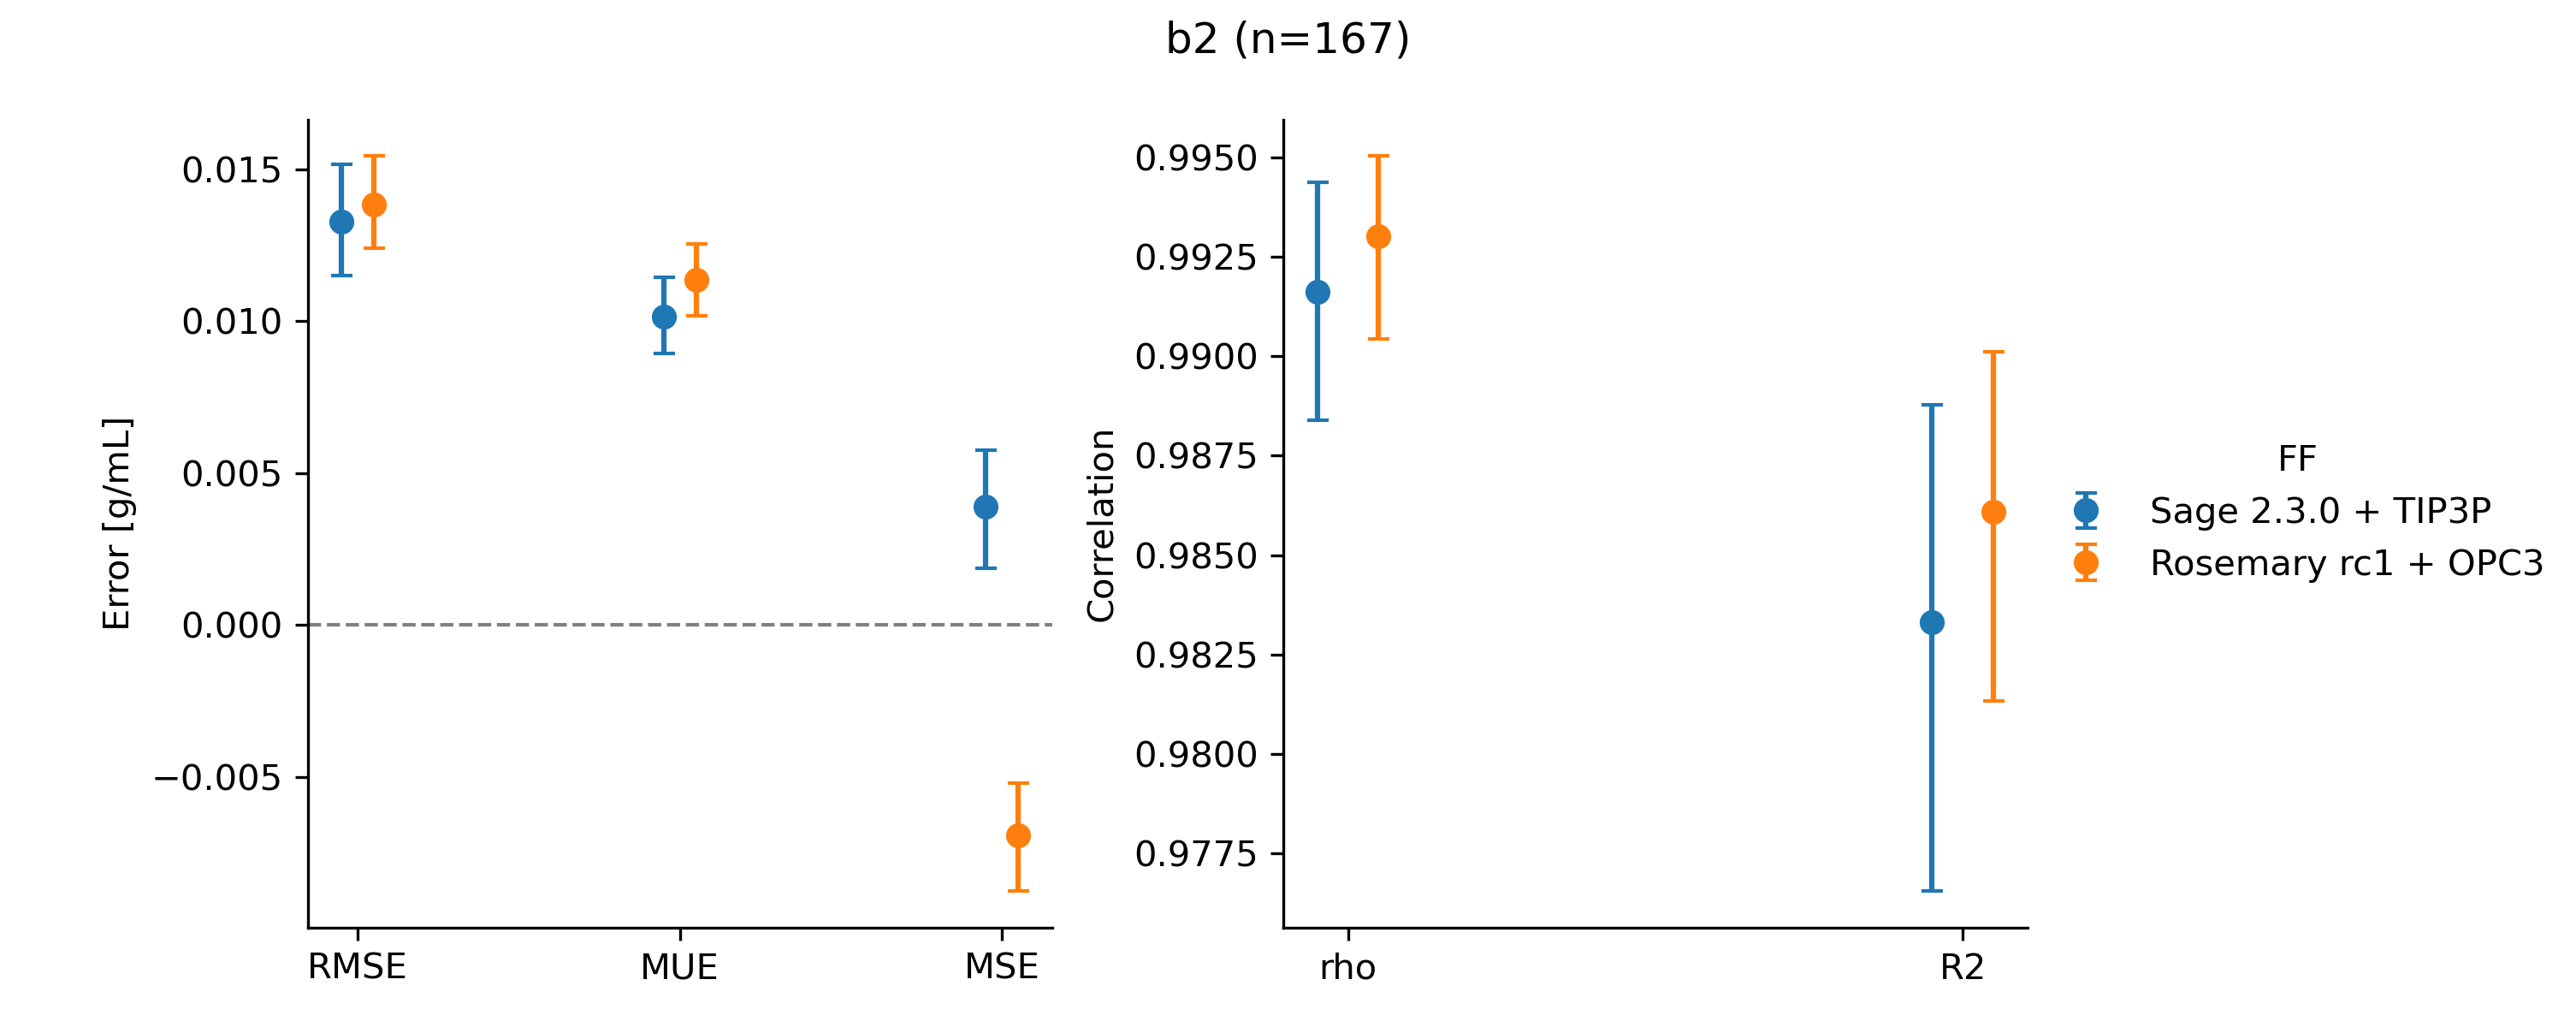 b2 (n=167)
Error [g/mL]
0.015
0.010
0.005
0.000
−0.005
RMSE
MUE
MSE
Correlation
0.9950
0.9925
0.9900
0.9875
0.9850
0.9825
0.9800
0.9775
rho
R2
FF
Sage 2.3.0 + TIP3P
Rosemary rc1 + OPC3